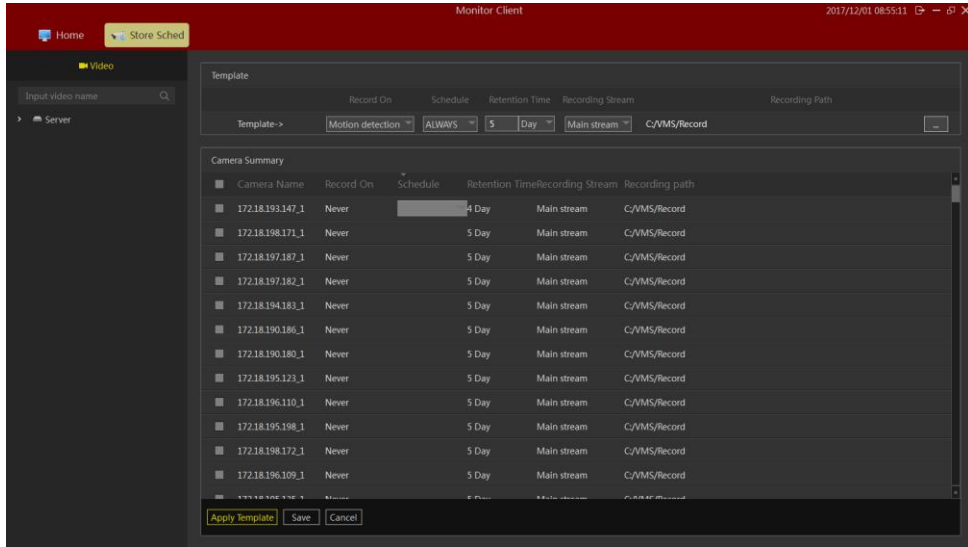 Monitor Client 2017/12/01 08:55:11
Home Store Sched
Video
Input video name
Server
Template
Record On Schedule Retention Time Recording Stream Recording Path
Template-> Motion detection ALWAYS 5 Day Main stream C:/VMS/Record ...
Camera Summary
Camera Name Record On Schedule Retention Time Recording Stream Recording path
172.18.193.147_1 Never 4 Day Main stream C:/VMS/Record
172.18.198.171_1 Never 5 Day Main stream C:/VMS/Record
172.18.197.187_1 Never 5 Day Main stream C:/VMS/Record
172.18.197.182_1 Never 5 Day Main stream C:/VMS/Record
172.18.194.183_1 Never 5 Day Main stream C:/VMS/Record
172.18.190.186_1 Never 5 Day Main stream C:/VMS/Record
172.18.190.180_1 Never 5 Day Main stream C:/VMS/Record
172.18.195.123_1 Never 5 Day Main stream C:/VMS/Record
172.18.196.110_1 Never 5 Day Main stream C:/VMS/Record
172.18.195.198_1 Never 5 Day Main stream C:/VMS/Record
172.18.198.172_1 Never 5 Day Main stream C:/VMS/Record
172.18.196.109_1 Never 5 Day Main stream C:/VMS/Record
Never 5 Day Main stream C:/VMS/Record
Apply Template Save Cancel